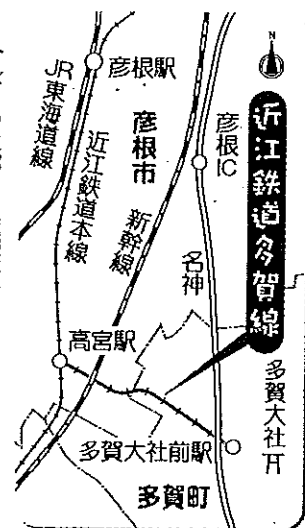 N
近江鉄道多賀線
彦根駅
JR東海道線
近江鉄道本線
彦根市
新幹線
彦根IC
名神
高宮駅
多賀大社前駅
多賀大社
多賀町